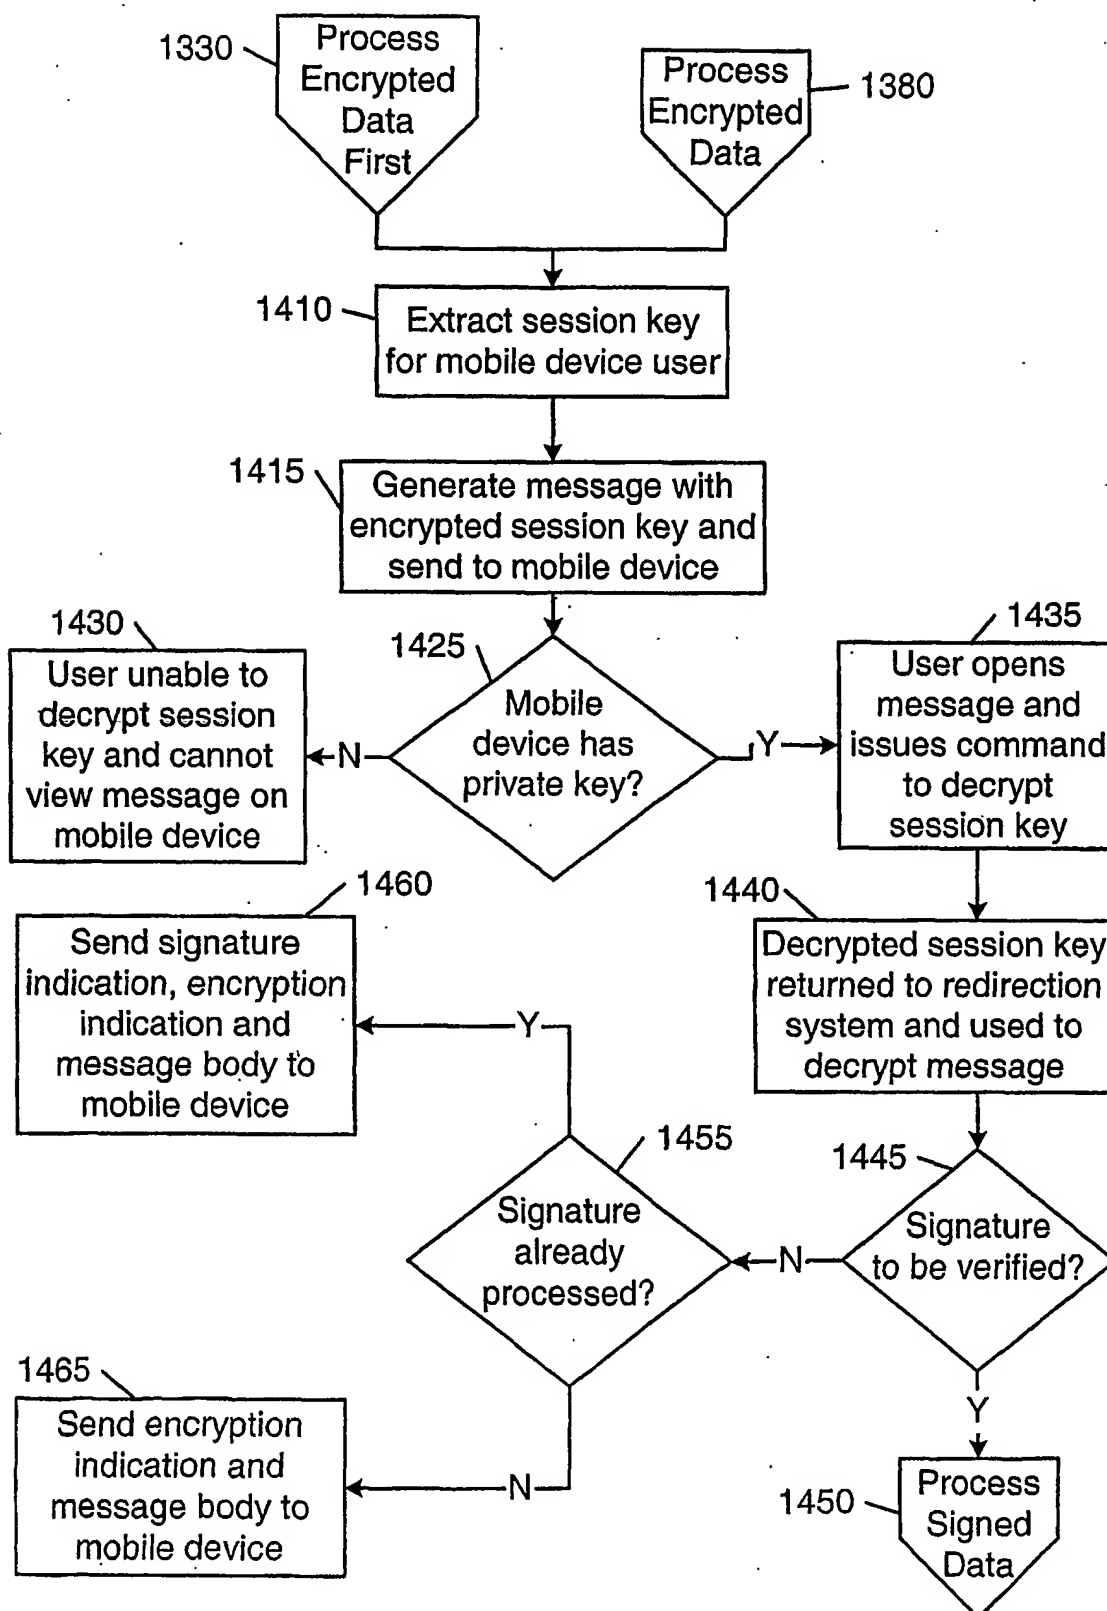 1330
Process
Encrypted
Data
First
Process
Encrypted
Data
1380
1410
Extract session key
for mobile device user
1415
Generate message with
encrypted session key and
send to mobile device
1430
User unable to
decrypt session
key and cannot
view message on
mobile device
N
1425
Mobile
device has
private key?
Y
1435
User opens
message and
issues command
to decrypt
session key
1440
Decrypted session key
returned to redirection
system and used to
decrypt message
1460
Send signature
indication, encryption
indication and
message body to
mobile device
Y
1455
Signature
already
processed?
N
1445
Signature
to be verified?
1465
Send encryption
indication and
message body to
mobile device
N
Y
1450
Process
Signed
Data